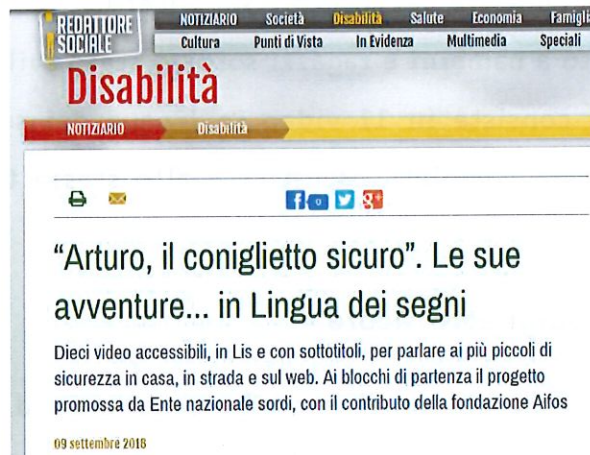 REDATTORE
SOCIALE
NOTIZIARIO Società Disabilità Salute Economia Famiglia
Cultura Punti di Vista In Evidenza Multimedia Speciali
Disabilità
NOTIZIARIO Disabilità
f 0 g+
“Arturo, il coniglietto sicuro”. Le sue
avventure... in Lingua dei segni
Dieci video accessibili, in Lis e con sottotitoli, per parlare ai più piccoli di
sicurezza in casa, in strada e sul web. Ai blocchi di partenza il progetto
promossa da Ente nazionale sordi, con il contributo della fondazione Aifos
09 settembre 2018